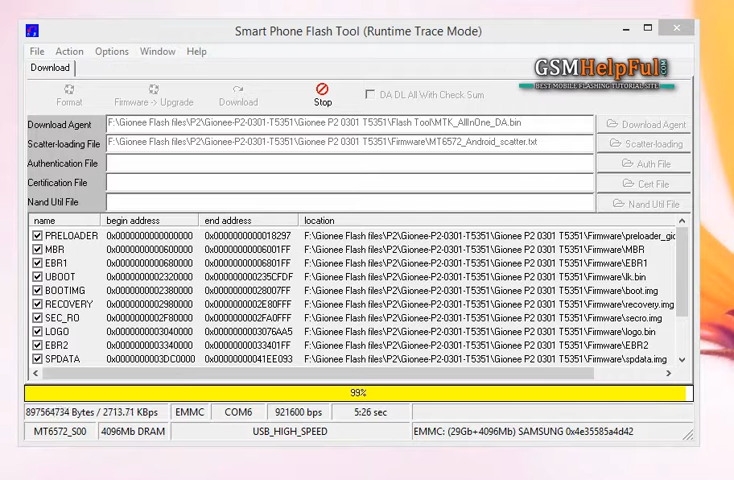 Smart Phone Flash Tool (Runtime Trace Mode)
File Action Options Window Help
Download
GSMHelpFul.COM
BEST MOBILE FLASHING TUTORIAL SITE
Format Firmware -> Upgrade Download Stop DA DL All With Check Sum
Download Agent F:\Gionee Flash files\P2\Gionee-P2-0301-T5351\Gionee P2 0301 T5351\Flash Tool\MTK_AllInOne_DA.bin Download Agent
Scatter-loading File F:\Gionee Flash files\P2\Gionee-P2-0301-T5351\Gionee P2 0301 T5351\Firmware\MT6572_Android_scatter.txt Scatter-loading
Authentication File Auth File
Certification File Cert File
Nand Util File Nand Util File
name begin address end address location
PRELOADER 0x0000000000000000 0x0000000000018297 F:\Gionee Flash files\P2\Gionee-P2-0301-T5351\Gionee P2 0301 T5351\Firmware\preloader_gio
MBR 0x0000000000600000 0x00000000006001FF F:\Gionee Flash files\P2\Gionee-P2-0301-T5351\Gionee P2 0301 T5351\Firmware\MBR
EBR1 0x0000000000680000 0x00000000006801FF F:\Gionee Flash files\P2\Gionee-P2-0301-T5351\Gionee P2 0301 T5351\Firmware\EBR1
UBOOT 0x0000000002320000 0x000000000235CFDF F:\Gionee Flash files\P2\Gionee-P2-0301-T5351\Gionee P2 0301 T5351\Firmware\lk.bin
BOOTIMG 0x0000000002380000 0x00000000028007FF F:\Gionee Flash files\P2\Gionee-P2-0301-T5351\Gionee P2 0301 T5351\Firmware\boot.img
RECOVERY 0x0000000002980000 0x0000000002E80FFF F:\Gionee Flash files\P2\Gionee-P2-0301-T5351\Gionee P2 0301 T5351\Firmware\recovery.img
SEC_RO 0x0000000002F80000 0x0000000002FA0FFF F:\Gionee Flash files\P2\Gionee-P2-0301-T5351\Gionee P2 0301 T5351\Firmware\secro.img
LOGO 0x0000000003040000 0x0000000003076AA5 F:\Gionee Flash files\P2\Gionee-P2-0301-T5351\Gionee P2 0301 T5351\Firmware\logo.bin
EBR2 0x0000000003340000 0x00000000033401FF F:\Gionee Flash files\P2\Gionee-P2-0301-T5351\Gionee P2 0301 T5351\Firmware\EBR2
SPDATA 0x0000000003DC0000 0x00000000041EE093 F:\Gionee Flash files\P2\Gionee-P2-0301-T5351\Gionee P2 0301 T5351\Firmware\spdata.img
99%
897564734 Bytes / 2713.71 KBps EMMC COM6 921600 bps 5:26 sec
MT6572_S00 4096Mb DRAM USB_HIGH_SPEED EMMC: (29Gb+4096Mb) SAMSUNG 0x4e35585a4d42